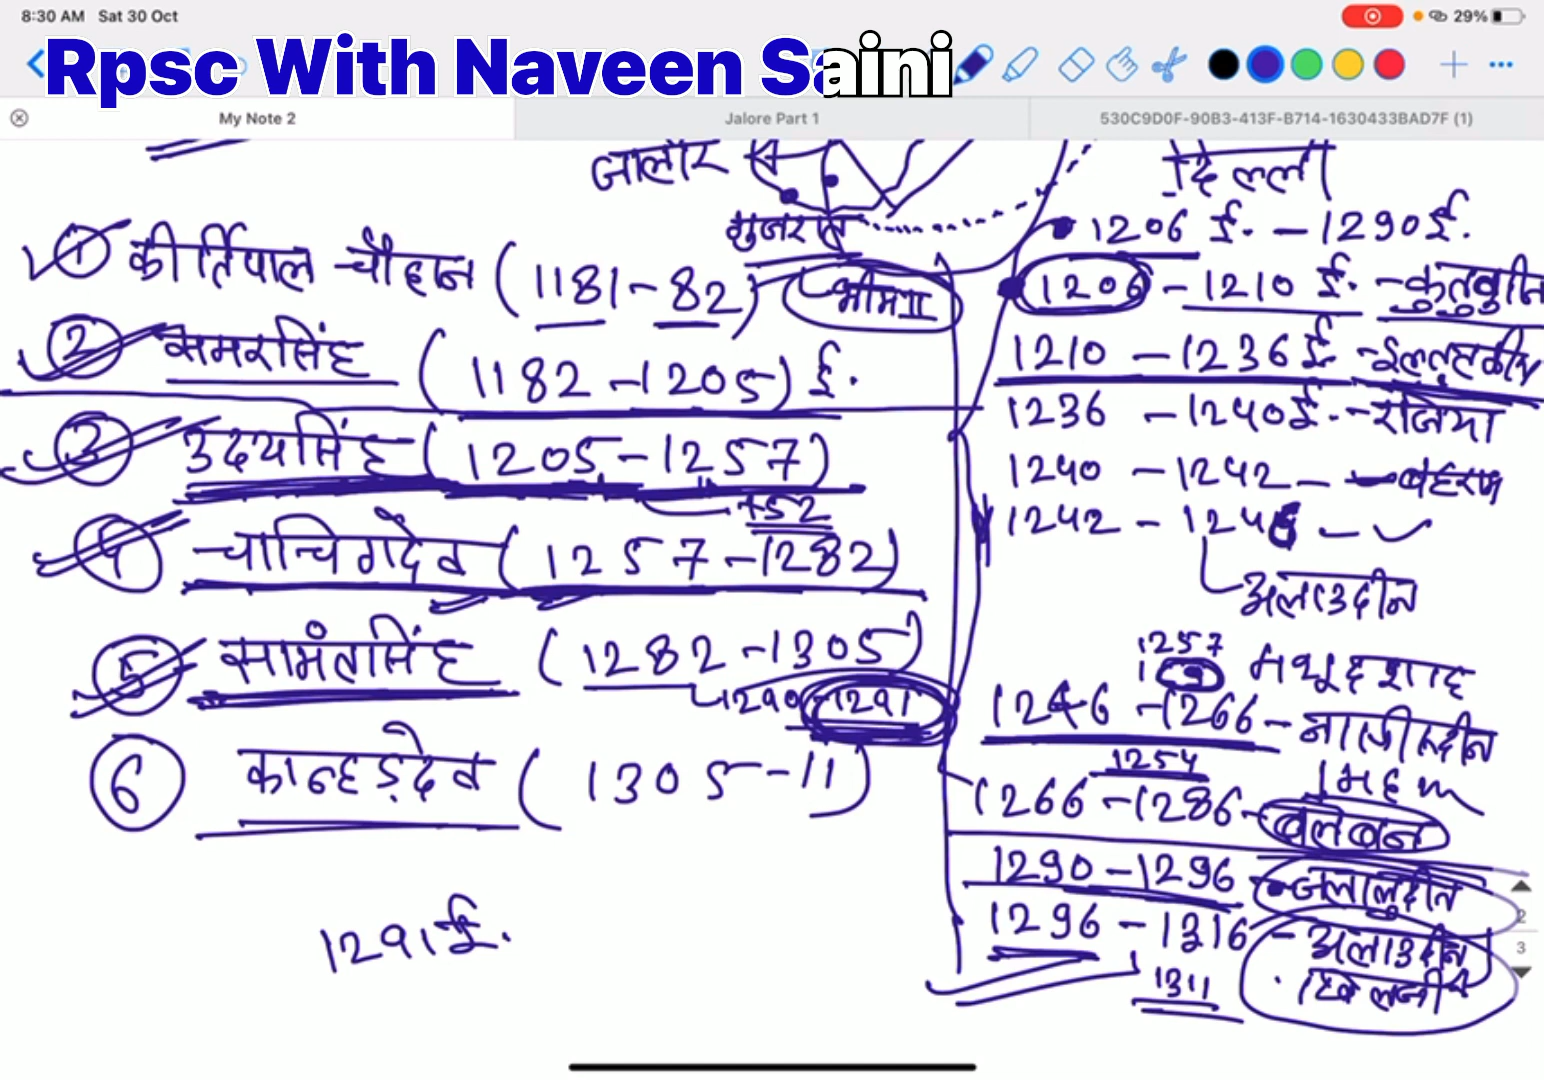 8:30 AM Sat 30 Oct
29%
Rpsc With Naveen Saini
My Note 2
Jalore Part 1
530C9D0F-90B3-413F-B714-1630433BAD7F (1)
जालौर
गुजरात
① कीर्तिपाल चौहान (1181-82)
भीम II
② समरसिंह (1182-1205) ई.
③ उदयसिंह (1205-1257)
+52
④ चाचिगदेव (1257-1282)
⑤ सामंतसिंह (1282-1305)
1290-1291
⑥ कान्हड़देव (1305-11)
1291 ई.
दिल्ली
1206 ई. - 1290 ई.
1206 - 1210 ई. - कुतुबुद्दीन
1210 - 1236 ई. - इल्तुतमीश
1236 - 1240 ई. - रजिया
1240 - 1242 -
1242 - 1246 -
अलाउद्दीन
1257
1246 - 1266 -
1254
1266 - 1286 - बलबन
1290 - 1296 - जलालुद्दीन
1296 - 1316 - अलाउद्दीन
खिलजी
1311
2
3